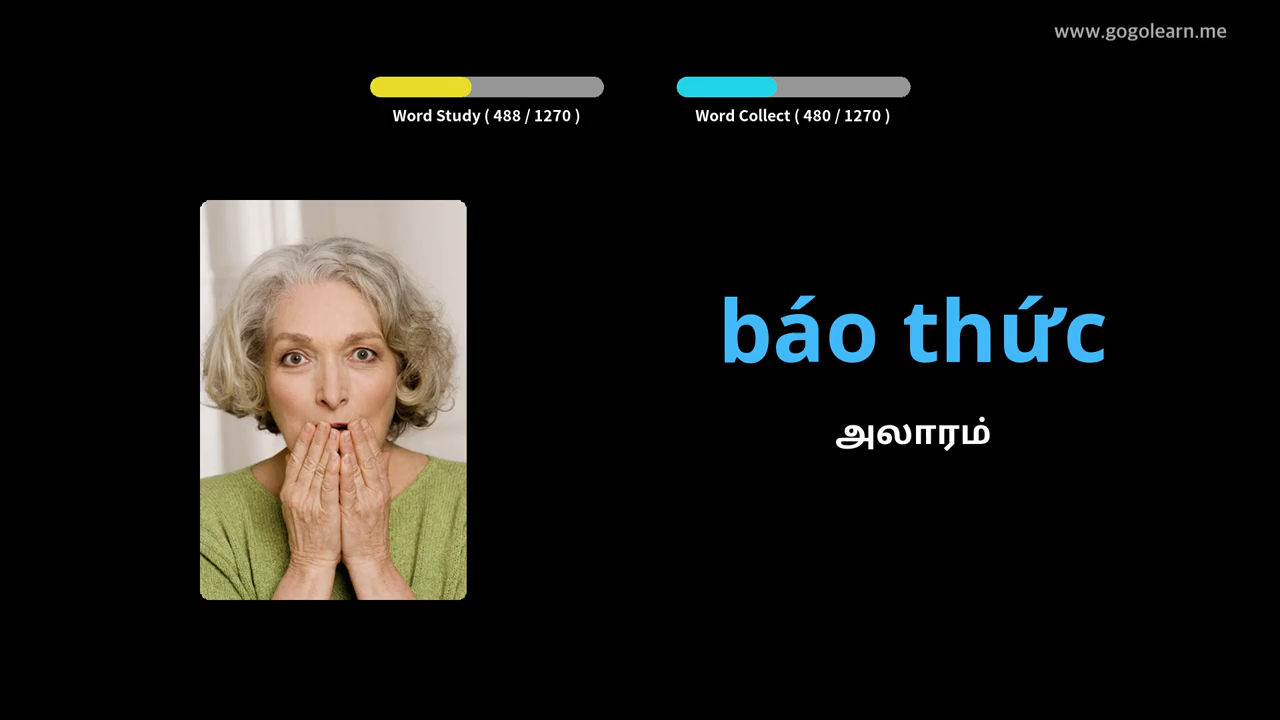 www.gogolearn.me
Word Study ( 488 / 1270 )
Word Collect ( 480 / 1270 )
báo thức
அலாரம்